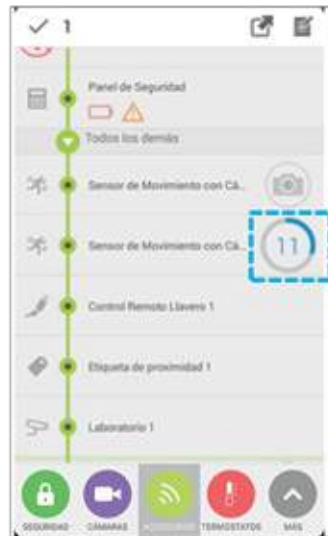 1
Panel de Seguridad
Todos los demás
Sensor de Movimiento con Cá..
Sensor de Movimiento con Cá..
11
Control Remoto Llavero 1
Etiqueta de proximidad 1
Laboratorio 1
SEGURIDAD CÁMARAS TERMOSTATOS MÁS